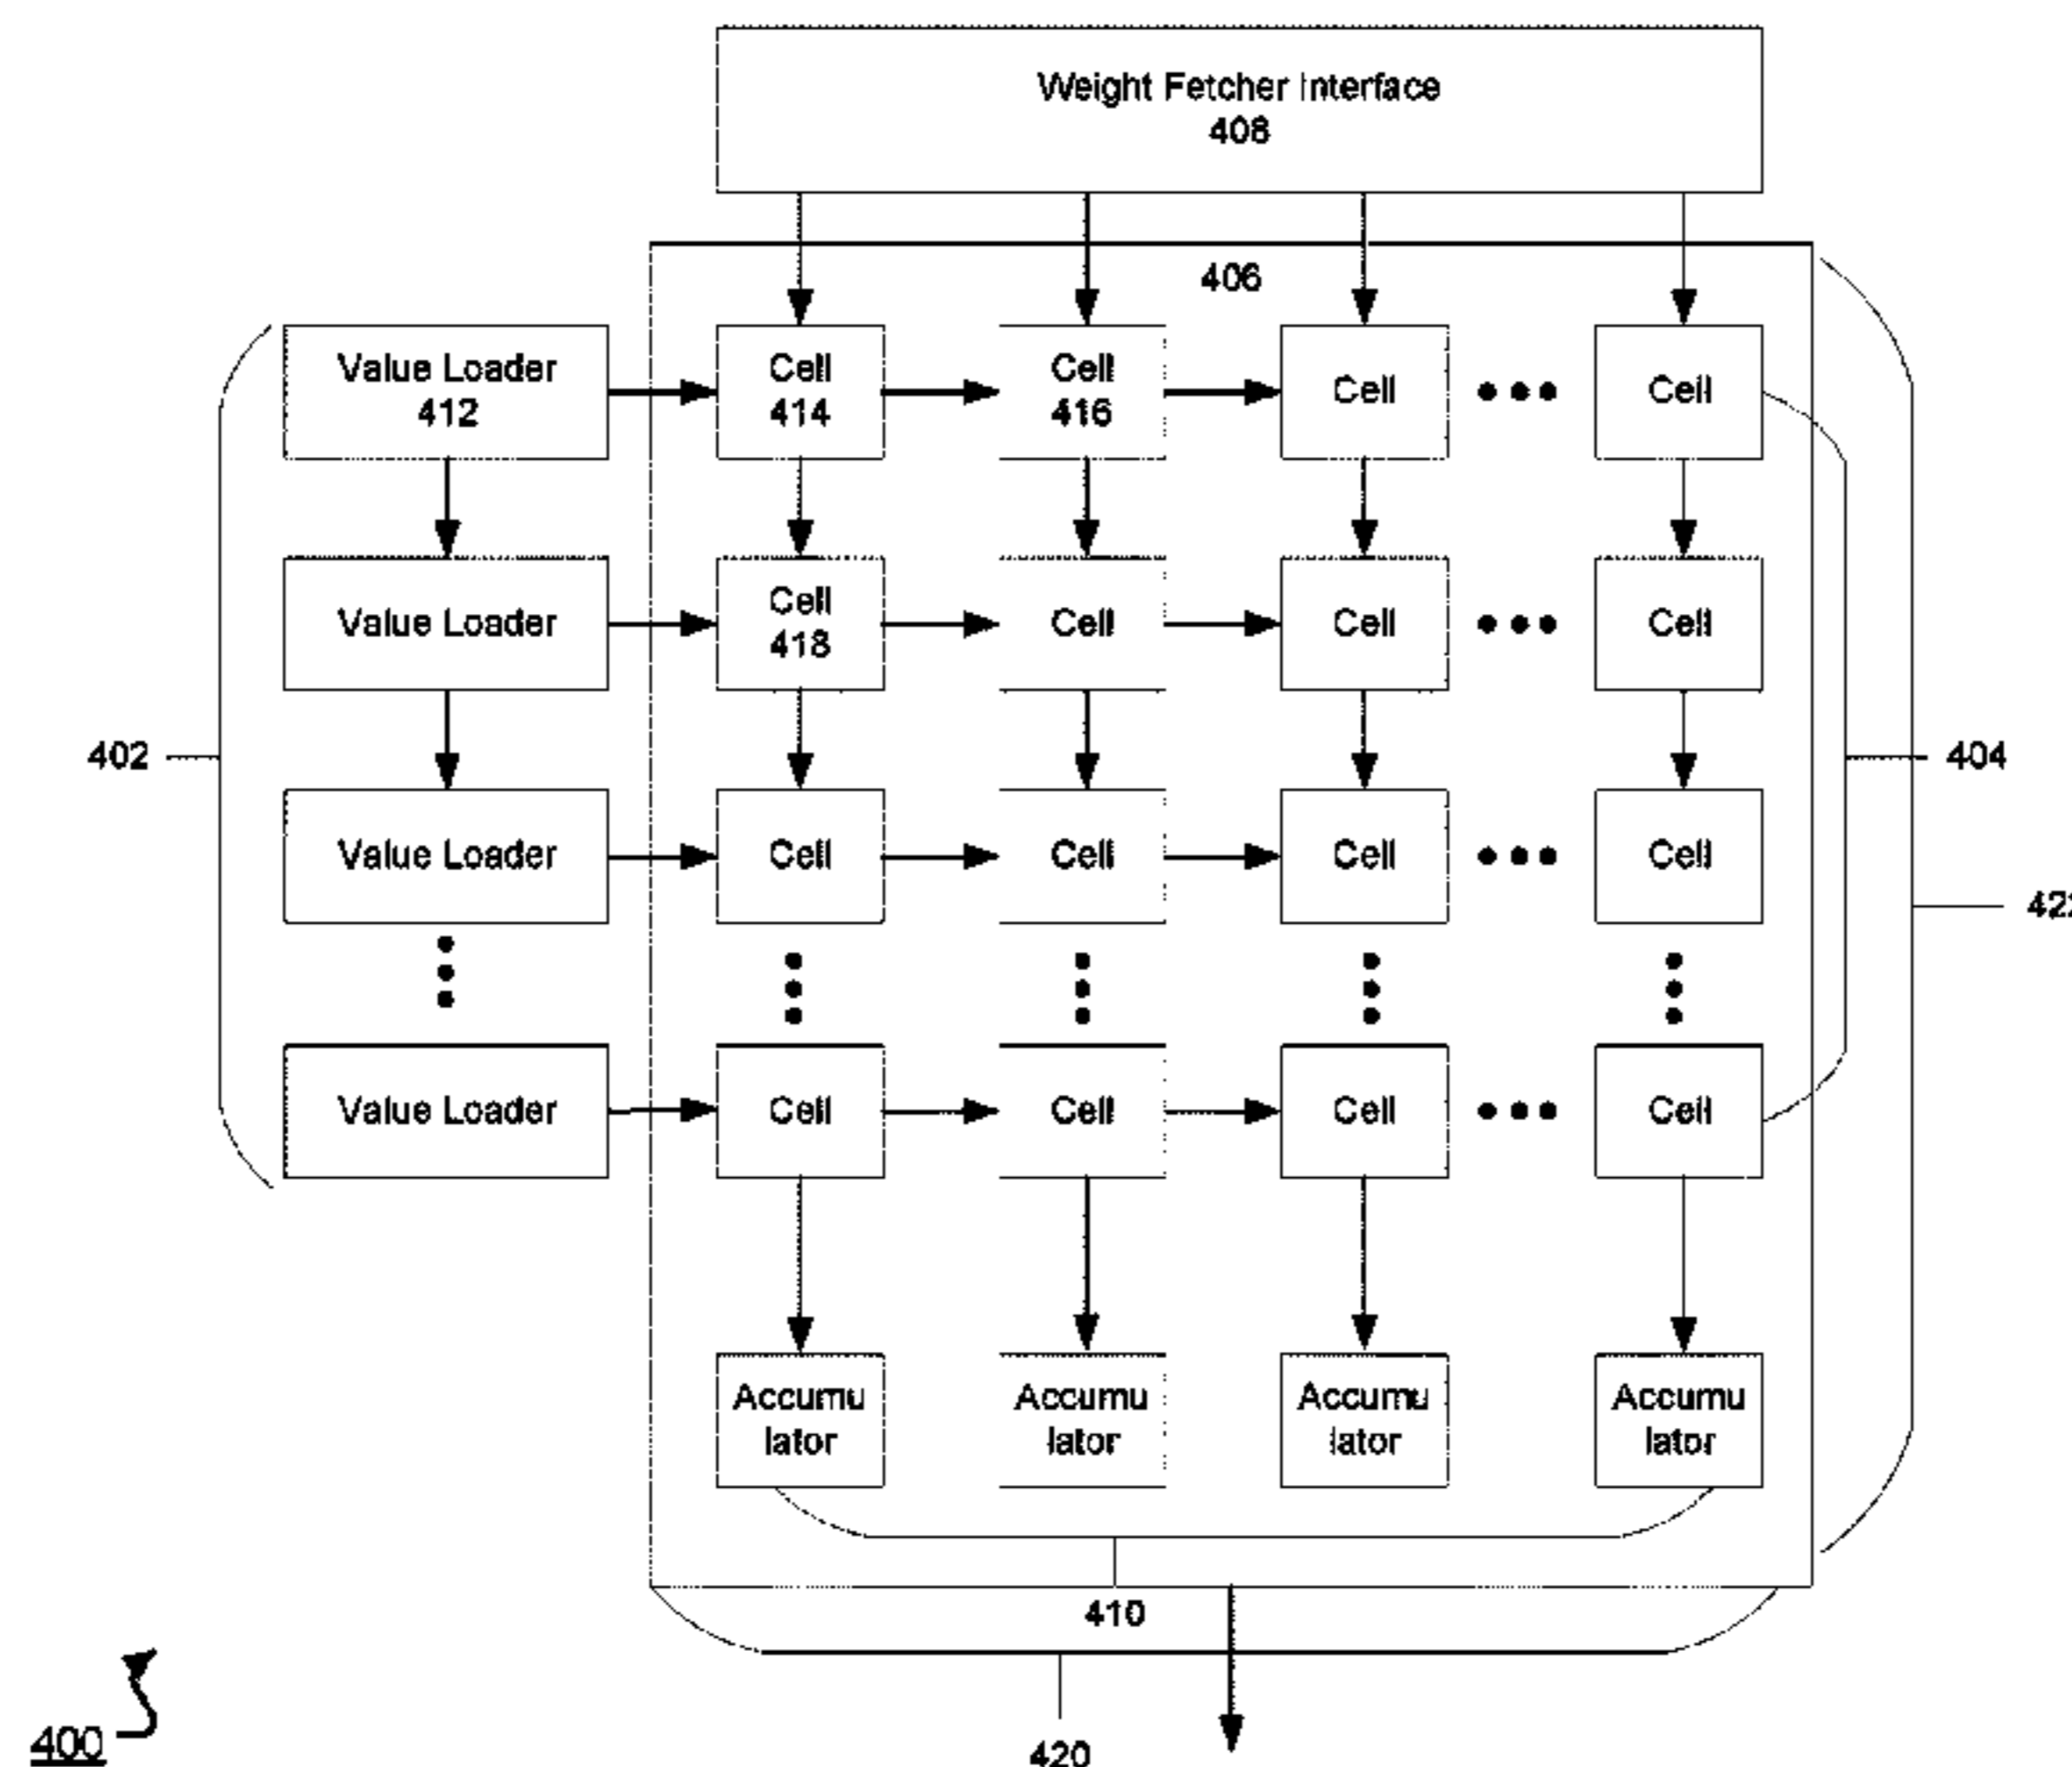 Weight Fetcher Interface
408
406
Value Loader
412
Cell
414
Cell
416
Cell
Cell
Value Loader
Cell
418
Cell
Cell
Cell
402
404
Value Loader
Cell
Cell
Cell
Cell
Value Loader
Cell
Cell
Cell
Cell
Accumu
lator
Accumu
lator
Accumu
lator
Accumu
lator
410
400
420